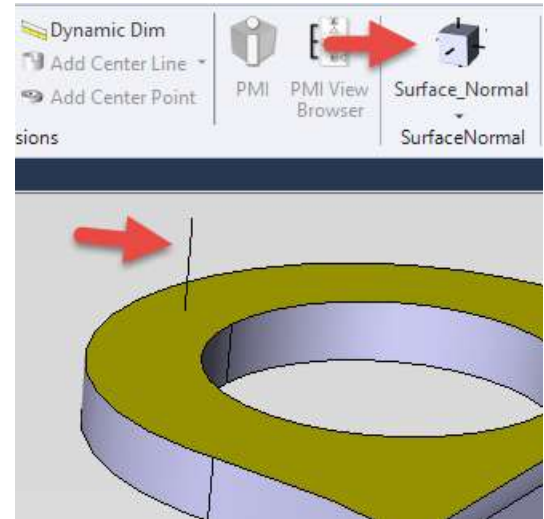 Dynamic Dim
Add Center Line
Add Center Point
sions
PMI
PMI View
Browser
Surface_Normal
SurfaceNormal